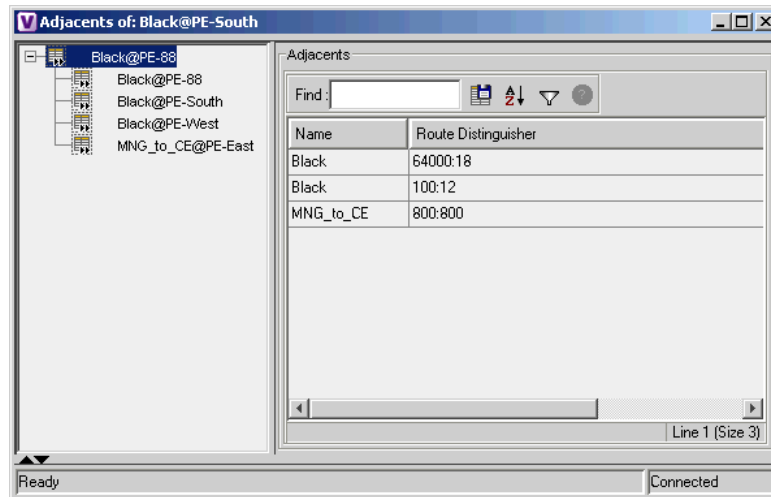 Adjacents of: Black@PE-South
Black@PE-88
Black@PE-88
Black@PE-South
Black@PE-West
MNG_to_CE@PE-East
Adjacents
Find :
Name Route Distinguisher
Black 64000:18
Black 100:12
MNG_to_CE 800:800
Line 1 (Size 3)
Ready Connected